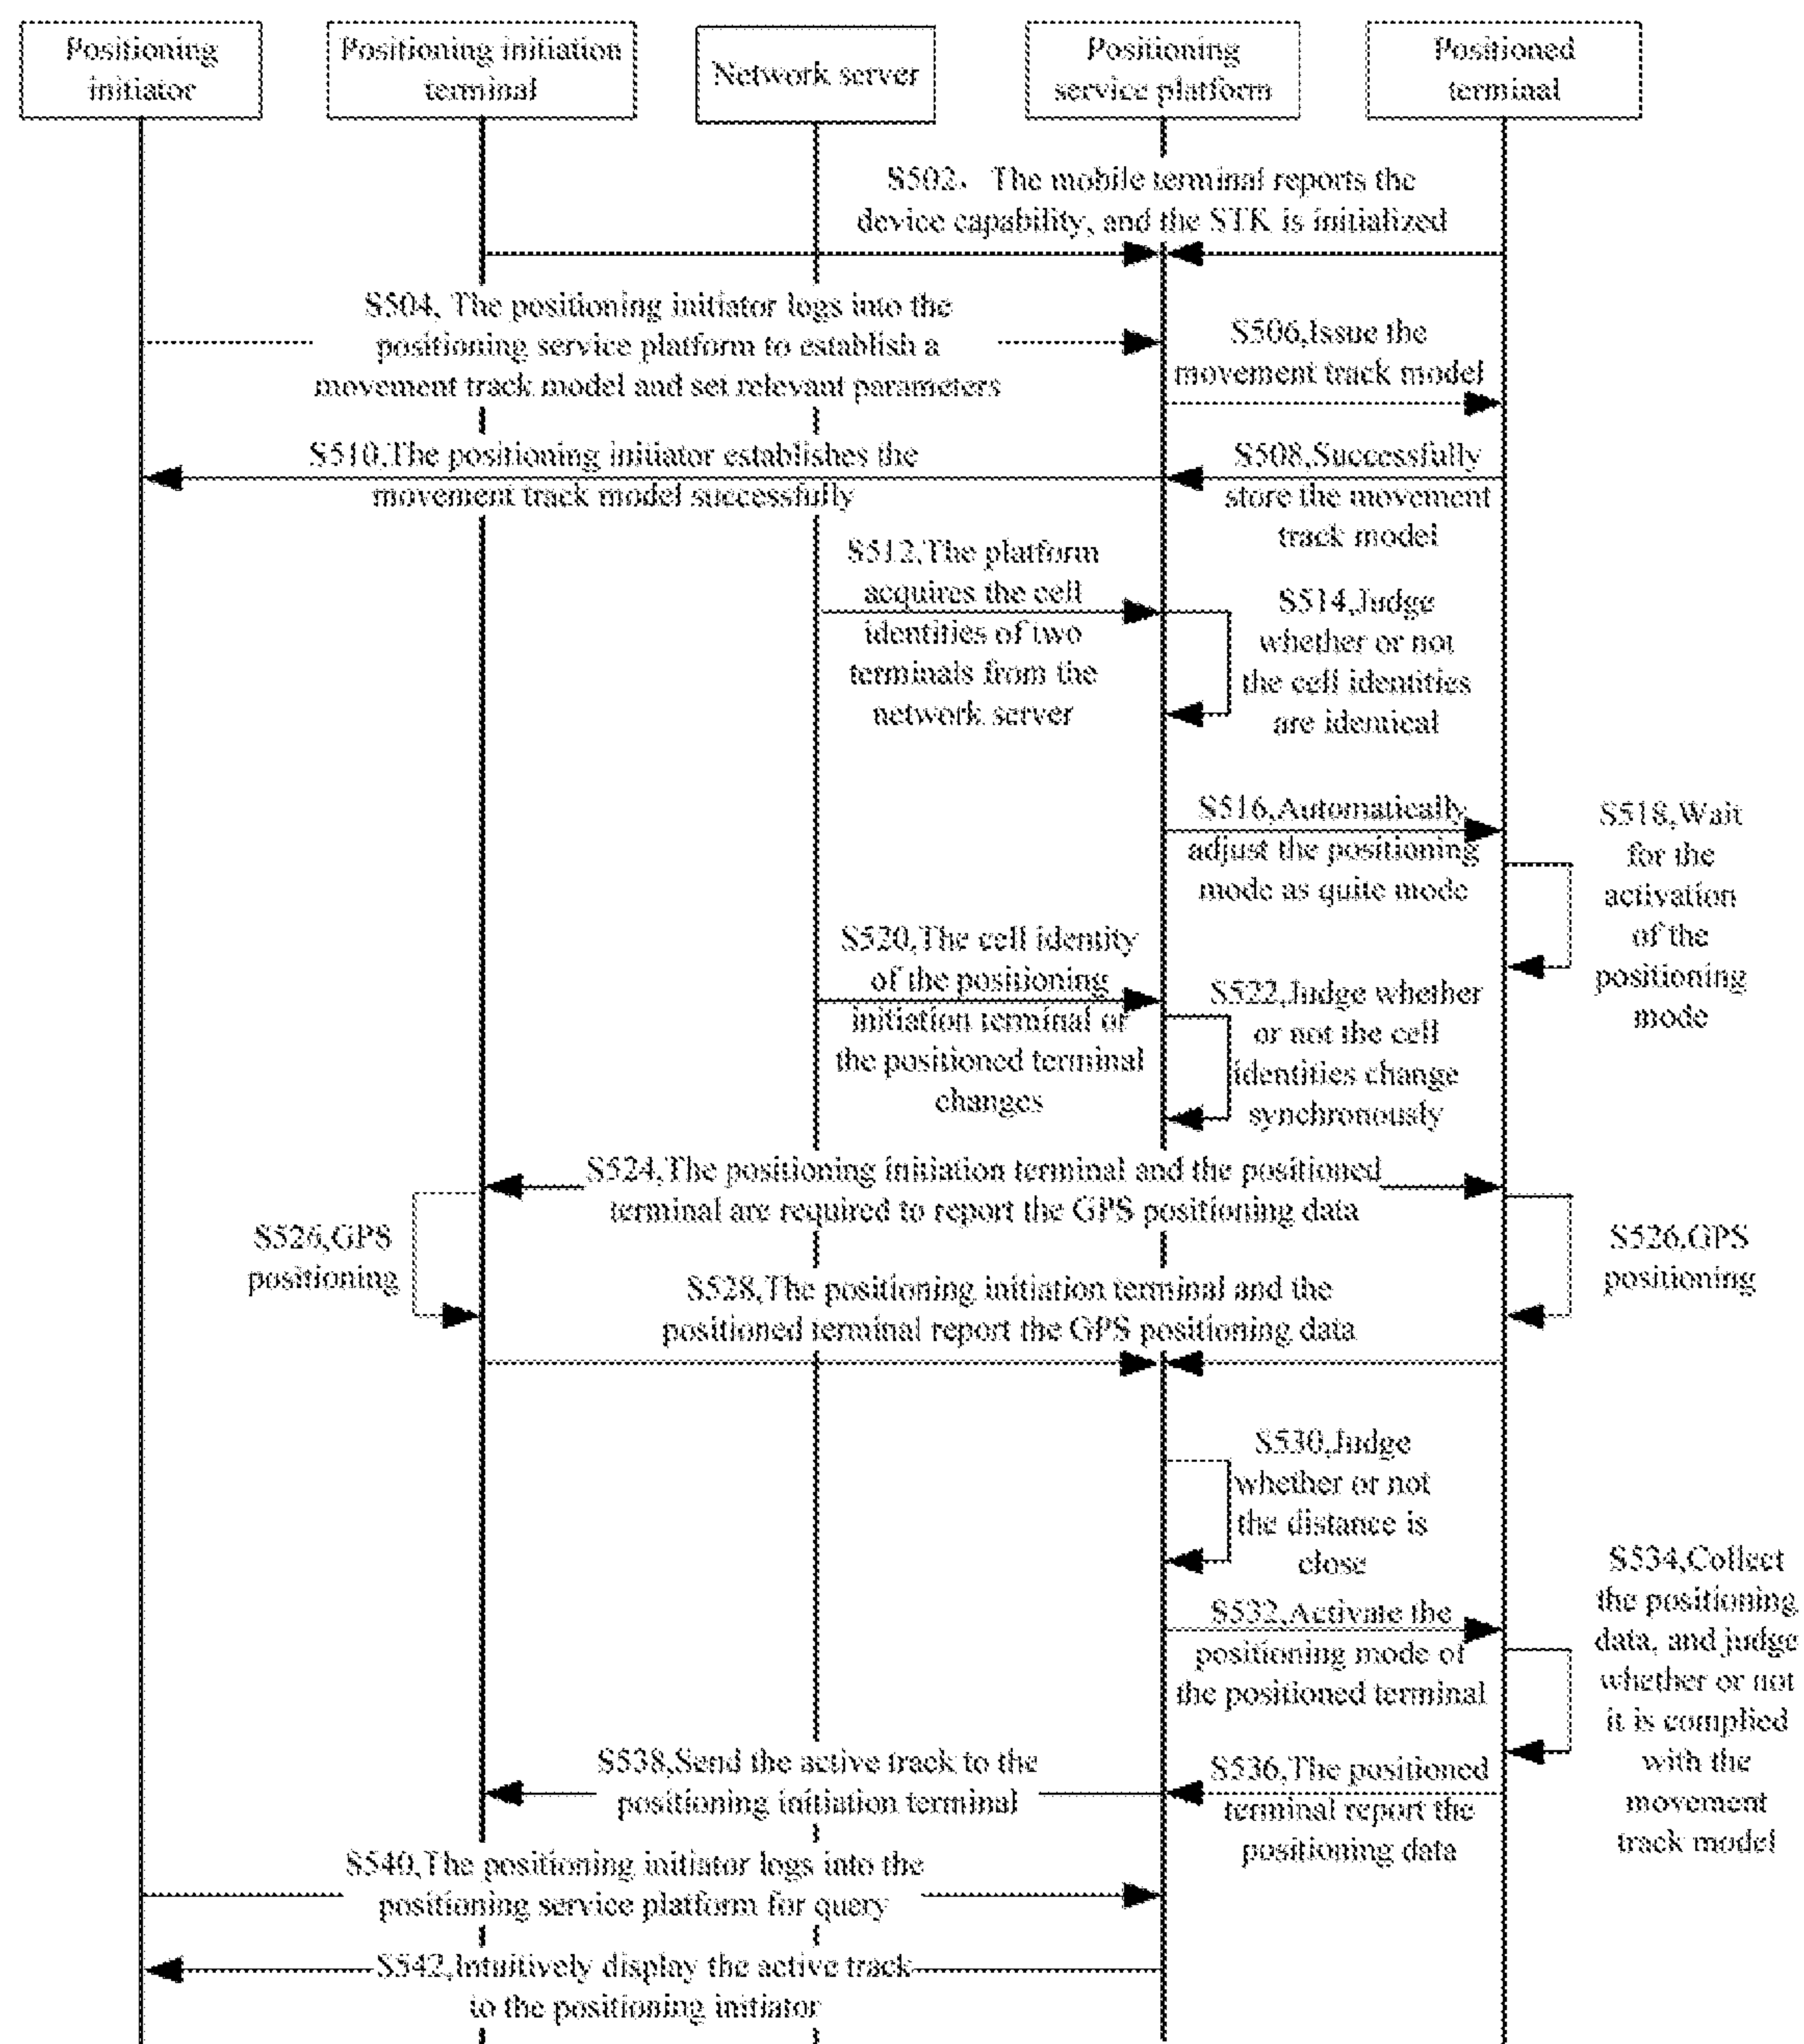 Positioning
initiator
Positioning initiation
terminal
Network server
Positioning
service platform
Positioned
terminal
S502、 The mobile terminal reports the
device capability, and the STK is initialized
S504, The positioning initiator logs into the
positioning service platform to establish a
movement track model and set relevant parameters
S506,Issue the
movement track model
S510,The positioning initiator establishes the
movement track model successfully
S508,Successfully
store the movement
track model
S512,The platform
acquires the cell
identities of two
terminals from the
network server
S514,Judge
whether or not
the cell identities
are identical
S516,Automatically
adjust the positioning
mode as quite mode
S518,Wait
for the
activation
of the
positioning
mode
S520,The cell identity
of the positioning
initiation terminal or
the positioned terminal
changes
S522,Judge whether
or not the cell
identities change
synchronously
S524,The positioning initiation terminal and the positioned
terminal are required to report the GPS positioning data
S526,GPS
positioning
S526,GPS
positioning
S528,The positioning initiation terminal and the
positioned terminal report the GPS positioning data
S530,Judge
whether or not
the distance is
close
S532,Activate the
positioning mode of
the positioned terminal
S534,Collect
the positioning
data, and judge
whether or not
it is complied
with the
movement
track model
S538,Send the active track to the
positioning initiation terminal
S536,The positioned
terminal report the
positioning data
S540,The positioning initiator logs into the
positioning service platform for query
S542,Intuitively display the active track
to the positioning initiator